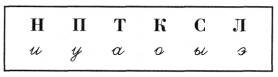 Н П Т К С Л
и у а о ы э